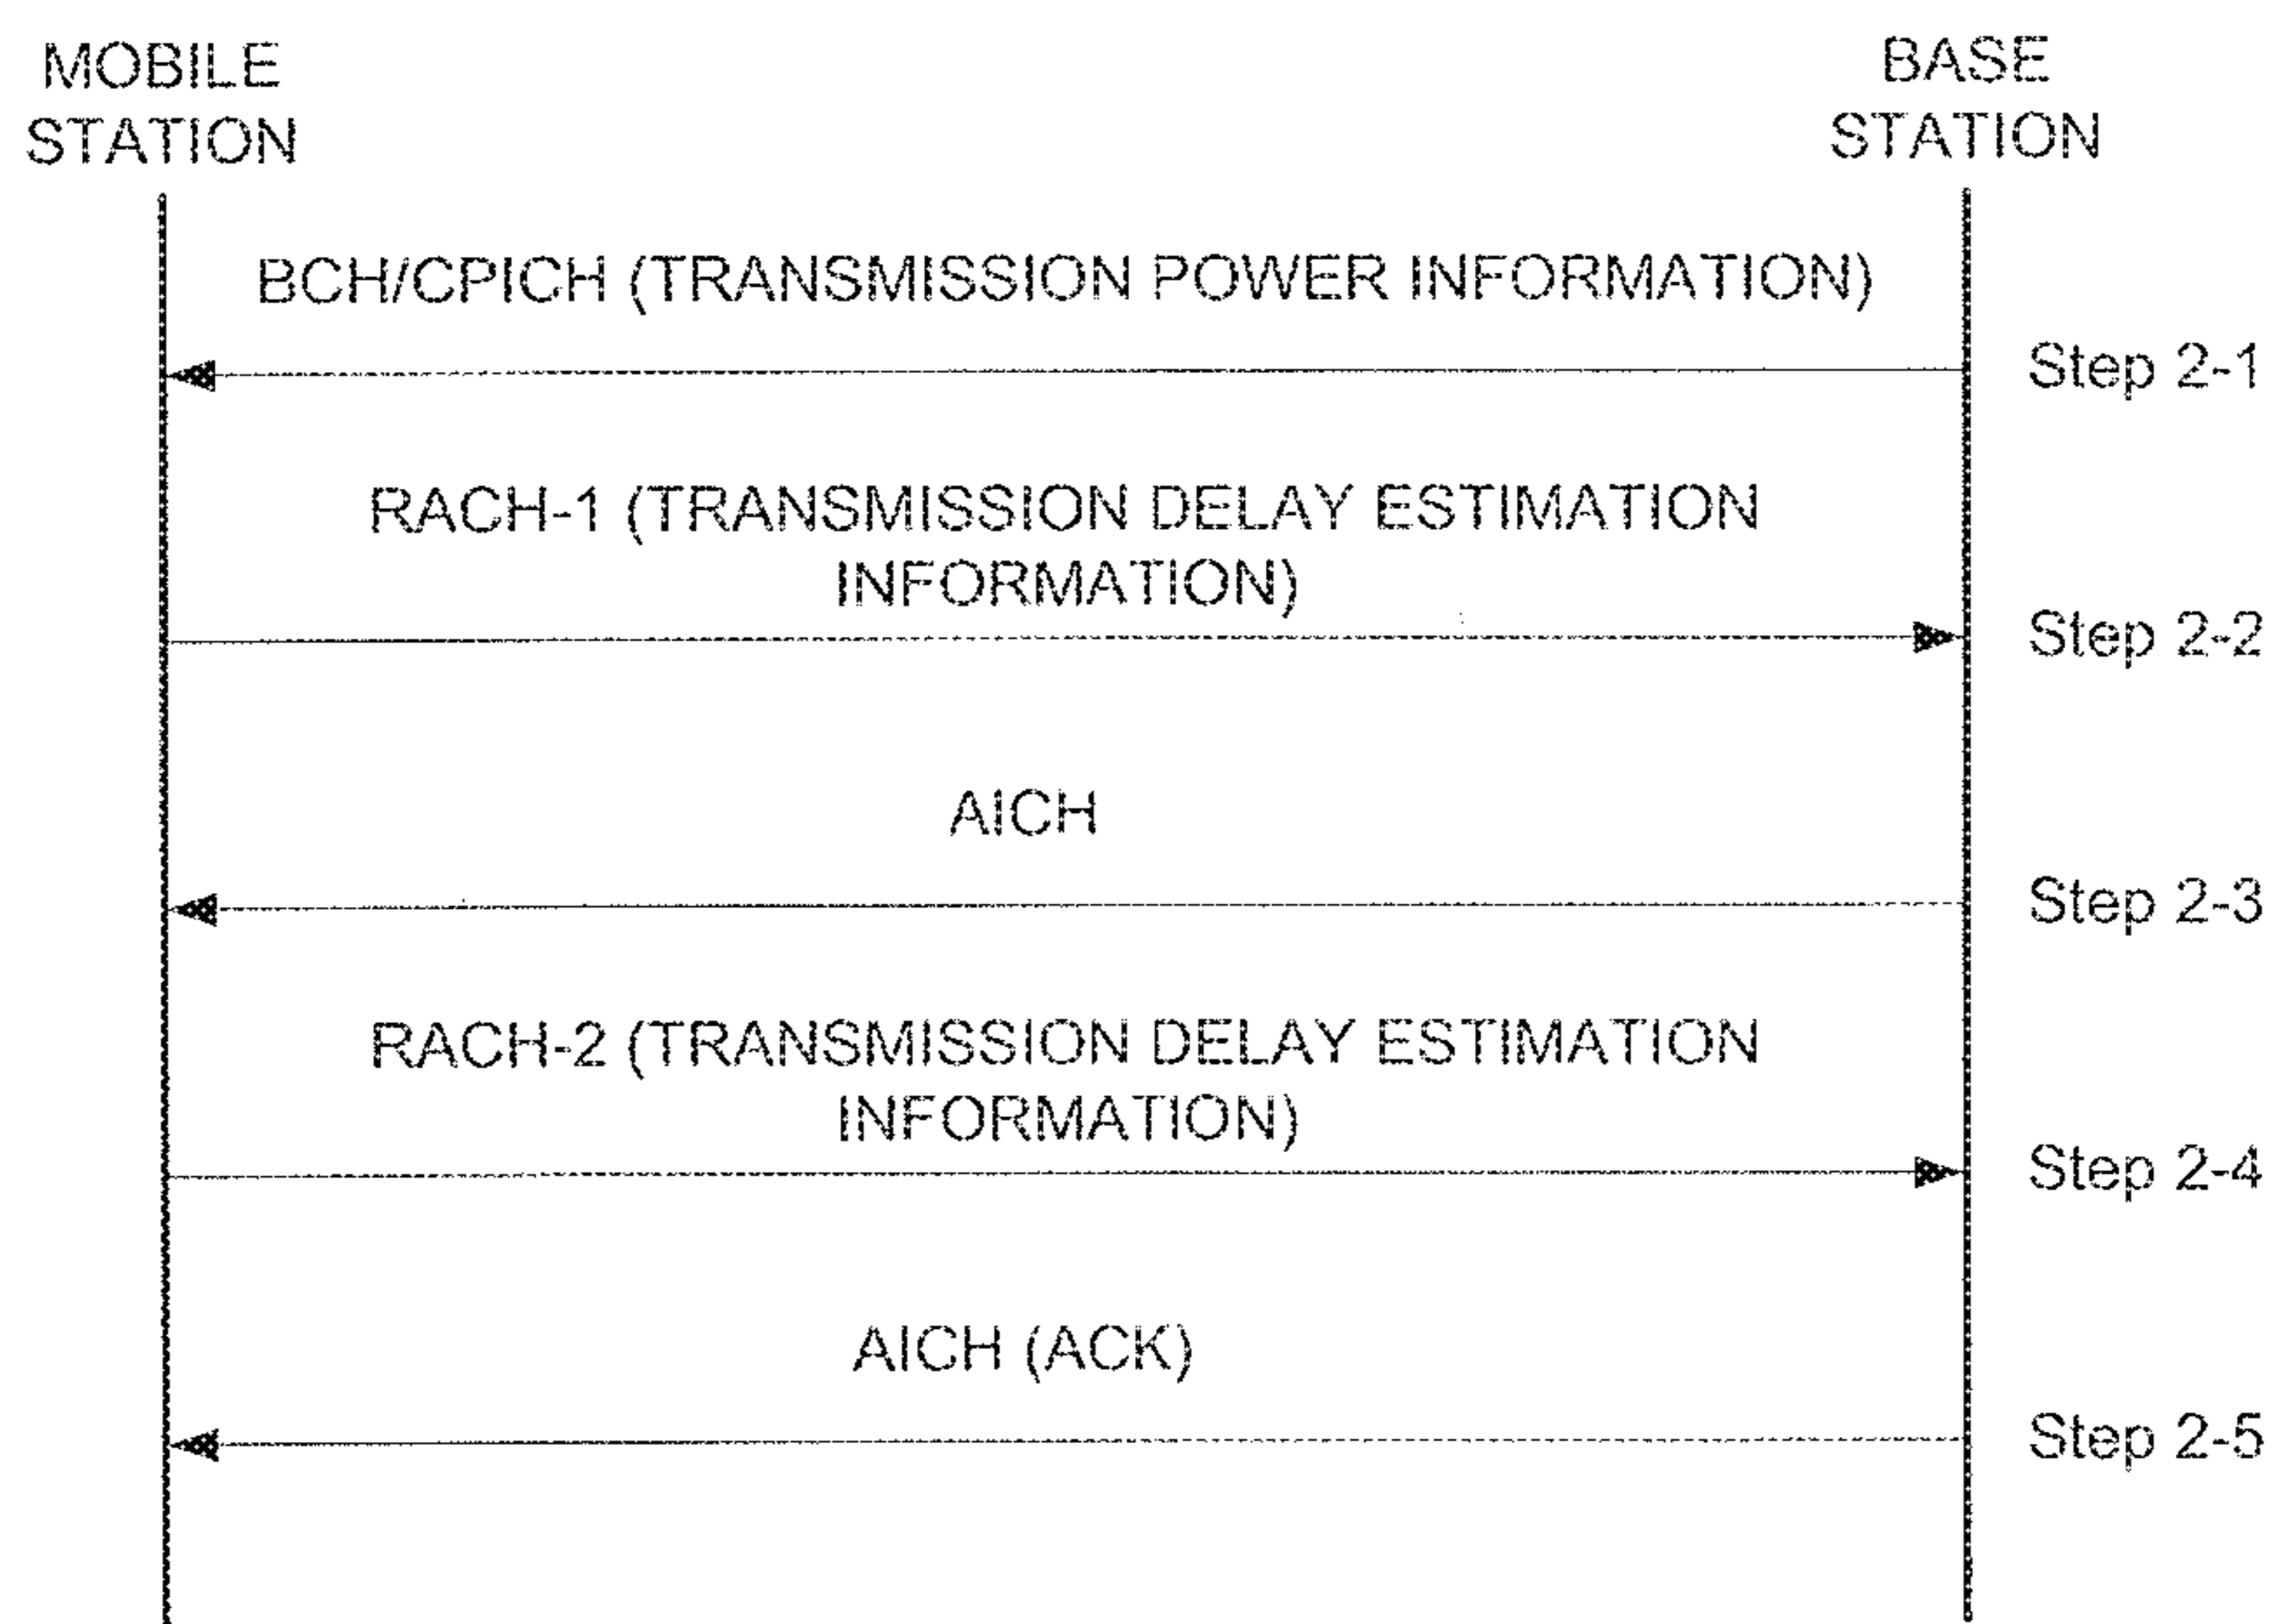 MOBILE
STATION
BASE
STATION
BCH/CPICH (TRANSMISSION POWER INFORMATION)
Step 2-1
RACH-1 (TRANSMISSION DELAY ESTIMATION
INFORMATION)
Step 2-2
AICH
Step 2-3
RACH-2 (TRANSMISSION DELAY ESTIMATION
INFORMATION)
Step 2-4
AICH (ACK)
Step 2-5